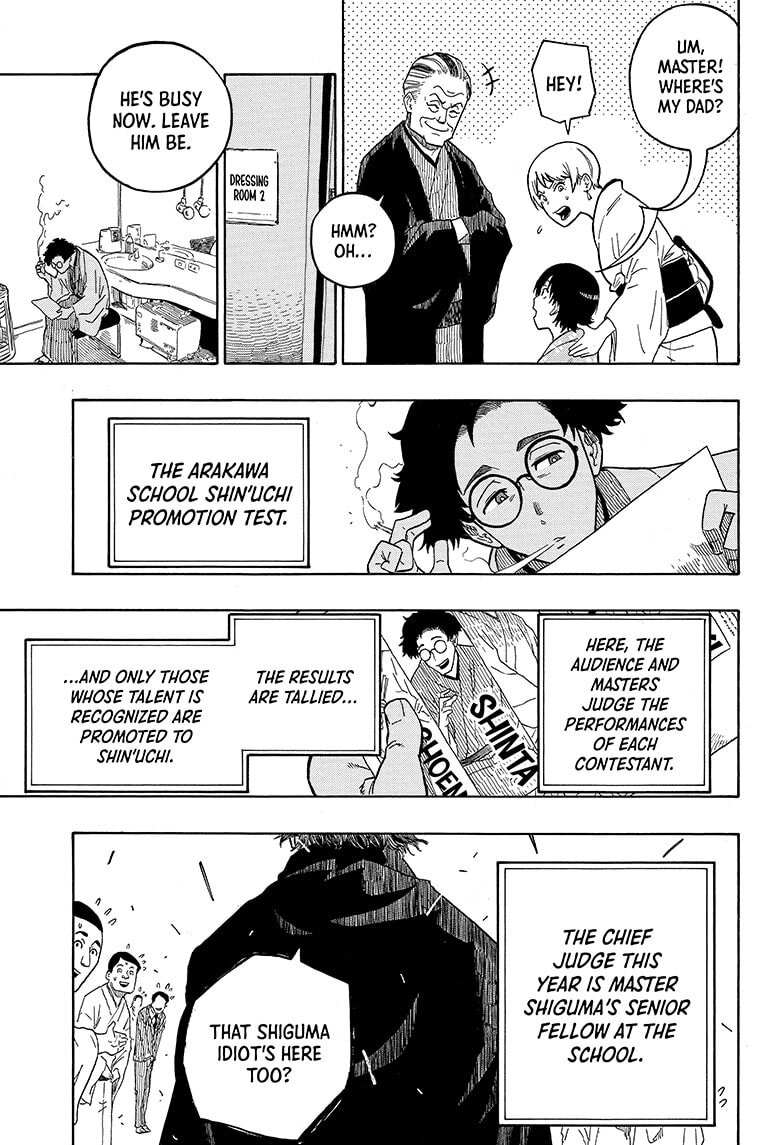 UM,
MASTER!
WHERE'S
MY DAD?
HEY!
HMM?
OH...
DRESSING
ROOM 2
HE'S BUSY
NOW. LEAVE
HIM BE.
THE ARAKAWA
SCHOOL SHIN'UCHI
PROMOTION TEST.
HERE, THE
AUDIENCE AND
MASTERS
JUDGE THE
PERFORMANCES
OF EACH
CONTESTANT.
SHINTA
SHOEN
THE RESULTS
ARE TALLIED...
...AND ONLY THOSE
WHOSE TALENT IS
RECOGNIZED ARE
PROMOTED TO
SHIN'UCHI.
THE CHIEF
JUDGE THIS
YEAR IS MASTER
SHIGUMA'S SENIOR
FELLOW AT THE
SCHOOL.
THAT SHIGUMA
IDIOT'S HERE
TOO?